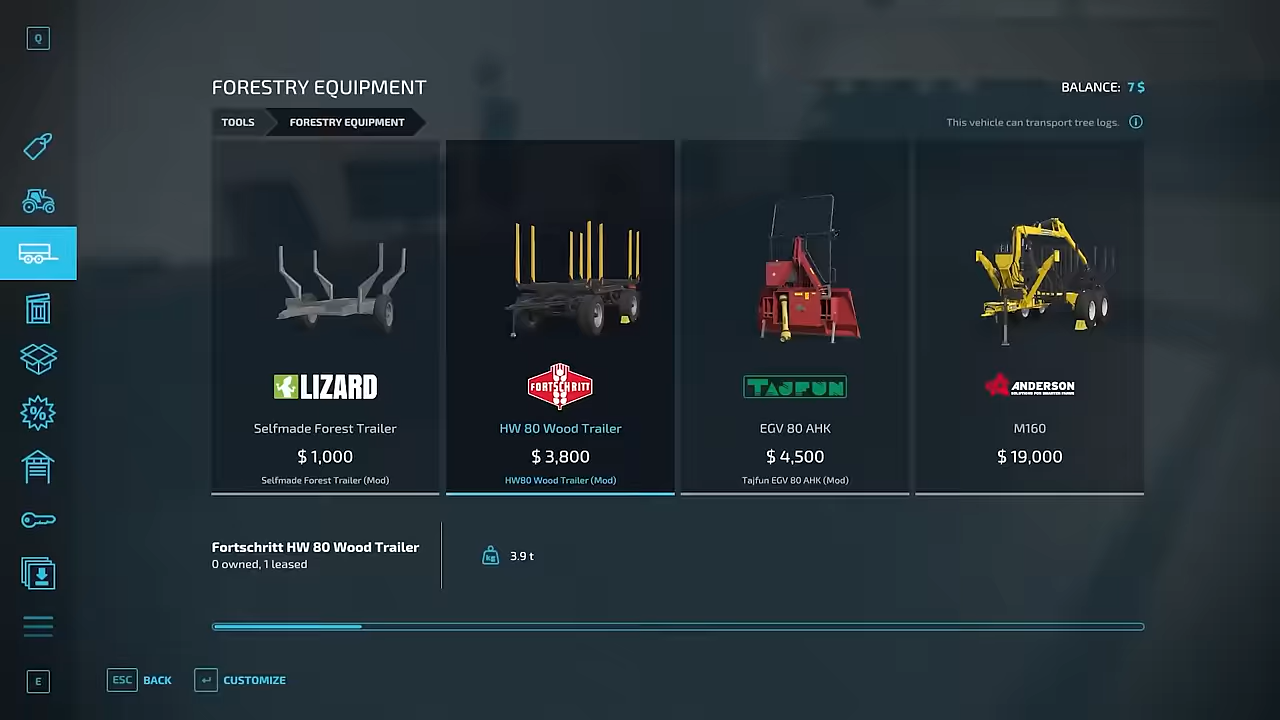 Q
FORESTRY EQUIPMENT
BALANCE: 7 $
TOOLS
FORESTRY EQUIPMENT
This vehicle can transport tree logs.
LIZARD
Selfmade Forest Trailer
$ 1,000
Selfmade Forest Trailer (Mod)
FORTSCHRITT
HW 80 Wood Trailer
$ 3,800
HW80 Wood Trailer (Mod)
TAJFUN
EGV 80 AHK
$ 4,500
Tajfun EGV 80 AHK (Mod)
ANDERSON
M160
$ 19,000
Fortschritt HW 80 Wood Trailer
0 owned, 1 leased
kg
3.9 t
E
ESC BACK
CUSTOMIZE